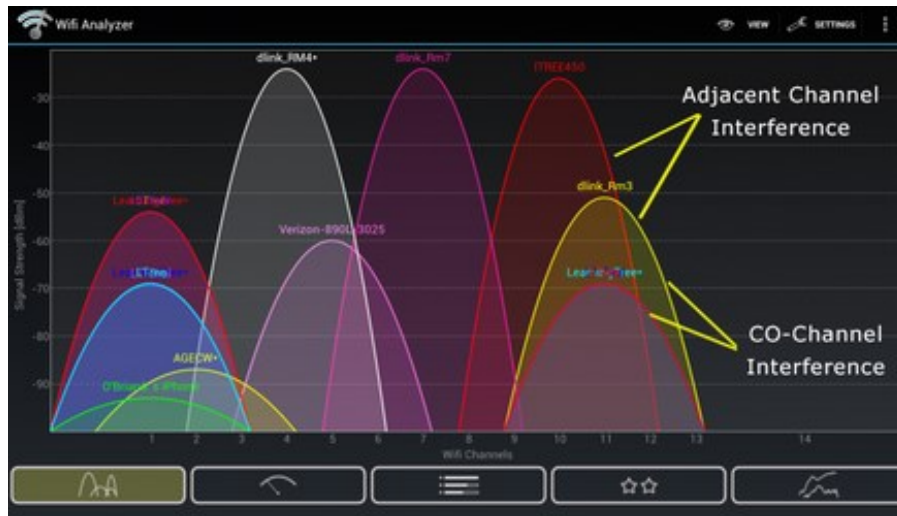 Wifi Analyzer
VIEW
SETTINGS
dlink_RM4+
dlink_Rm7
ITREE450
Adjacent Channel
Interference
-30
-40
-50
-60
-70
-80
-90
Signal Strength [dBm]
dlink_Rm3
Verizon-890L-3025
AGECW+
CO-Channel
Interference
1 2 3 4 5 6 7 8 9 10 11 12 13 14
Wifi Channels